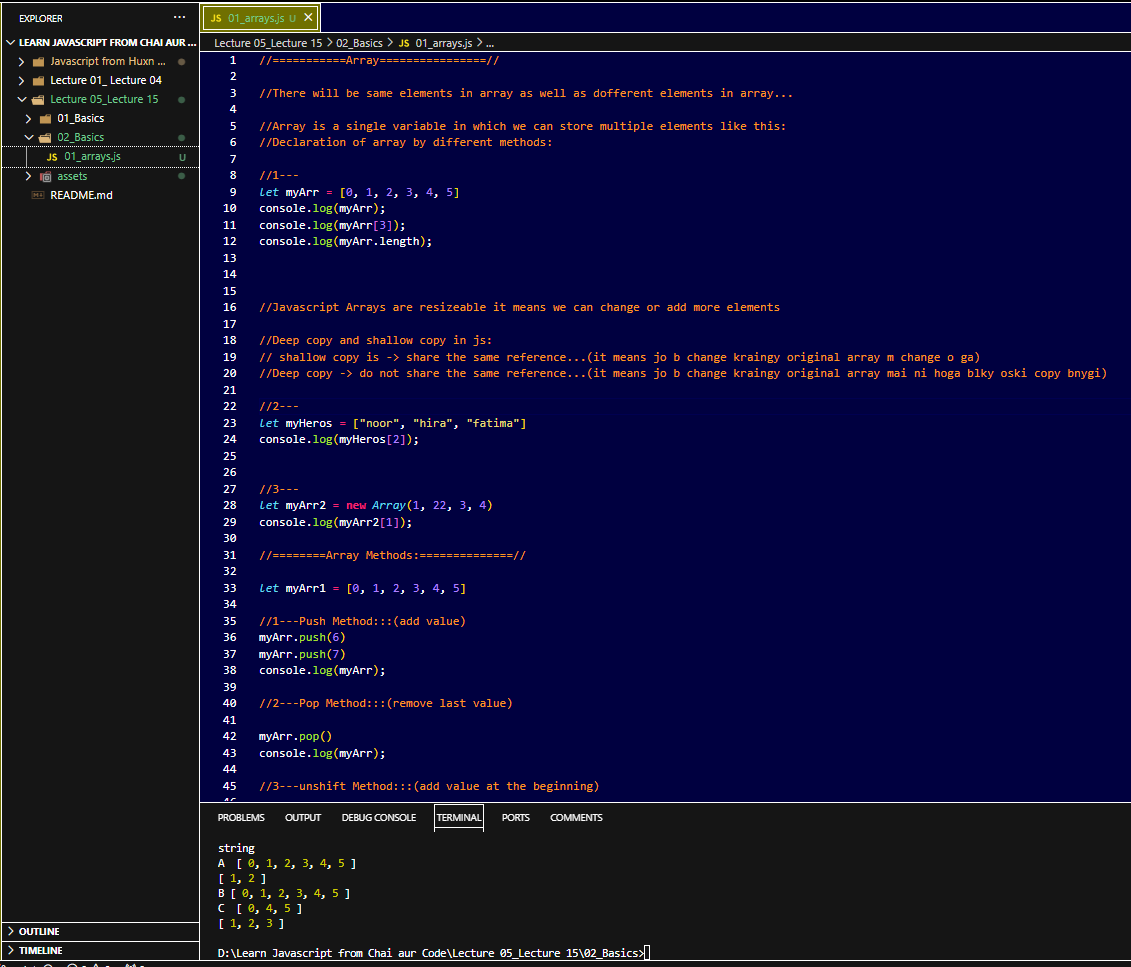 EXPLORER
...
LEARN JAVASCRIPT FROM CHAI AUR ...
Javascript from Huxn ...
Lecture 01_ Lecture 04
Lecture 05_Lecture 15
01_Basics
02_Basics
JS 01_arrays.js U
assets
README.md
OUTLINE
TIMELINE
JS 01_arrays.js U
Lecture 05_Lecture 15 > 02_Basics > JS 01_arrays.js > ...
1 //===========Array================//
2
3 //There will be same elements in array as well as dofferent elements in array...
4
5 //Array is a single variable in which we can store multiple elements like this:
6 //Declaration of array by different methods:
7
8 //1---
9 let myArr = [0, 1, 2, 3, 4, 5]
10 console.log(myArr);
11 console.log(myArr[3]);
12 console.log(myArr.length);
13
14
15
16 //Javascript Arrays are resizeable it means we can change or add more elements
17
18 //Deep copy and shallow copy in js:
19 // shallow copy is -> share the same reference...(it means jo b change kraingy original array m change o ga)
20 //Deep copy -> do not share the same reference...(it means jo b change kraingy original array mai ni hoga blky oski copy bnygi)
21
22 //2---
23 let myHeros = ["noor", "hira", "fatima"]
24 console.log(myHeros[2]);
25
26
27 //3---
28 let myArr2 = new Array(1, 22, 3, 4)
29 console.log(myArr2[1]);
30
31 //========Array Methods:==============//
32
33 let myArr1 = [0, 1, 2, 3, 4, 5]
34
35 //1---Push Method:::(add value)
36 myArr.push(6)
37 myArr.push(7)
38 console.log(myArr);
39
40 //2---Pop Method:::(remove last value)
41
42 myArr.pop()
43 console.log(myArr);
44
45 //3---unshift Method:::(add value at the beginning)
PROBLEMS OUTPUT DEBUG CONSOLE TERMINAL PORTS COMMENTS
string
A [ 0, 1, 2, 3, 4, 5 ]
[ 1, 2 ]
B [ 0, 1, 2, 3, 4, 5 ]
C [ 0, 4, 5 ]
[ 1, 2, 3 ]
D:\Learn Javascript from Chai aur Code\Lecture 05_Lecture 15\02_Basics>